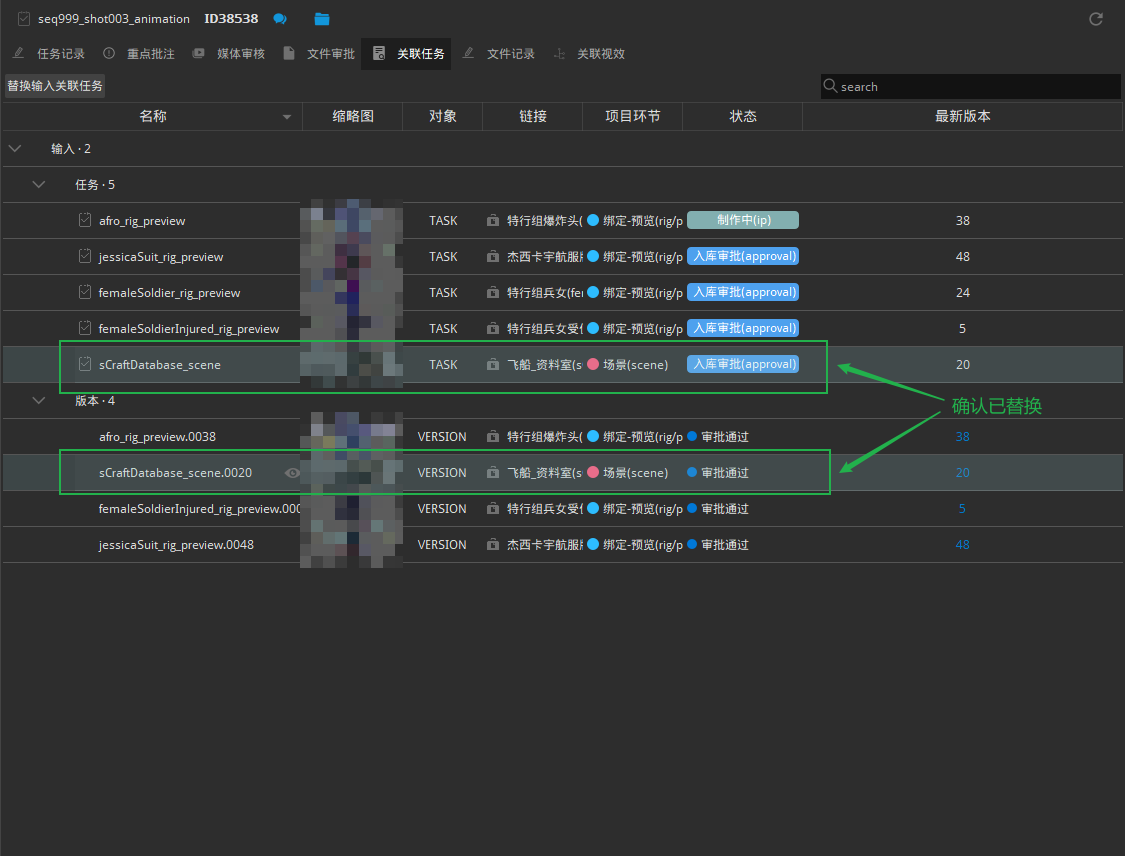 seq999_shot003_animation ID38538
任务记录 重点批注 媒体审核 文件审批 关联任务 文件记录 关联视效
替换输入关联任务 search
名称 缩略图 对象 链接 项目环节 状态 最新版本
输入 · 2
任务 · 5
afro_rig_preview TASK 特行组爆炸头( 绑定-预览(rig/p 制作中(ip) 38
jessicaSuit_rig_preview TASK 杰西卡宇航服 绑定-预览(rig/p 入库审批(approval) 48
femaleSoldier_rig_preview TASK 特行组兵女(fer 绑定-预览(rig/p 入库审批(approval) 24
femaleSoldierInjured_rig_preview TASK 特行组兵女受 绑定-预览(rig/p 入库审批(approval) 5
sCraftDatabase_scene TASK 飞船_资料室(s 场景(scene) 入库审批(approval) 20
确认已替换
版本 · 4
afro_rig_preview.0038 VERSION 特行组爆炸头( 绑定-预览(rig/p 审批通过 38
sCraftDatabase_scene.0020 VERSION 飞船_资料室(s 场景(scene) 审批通过 20
femaleSoldierInjured_rig_preview.000 VERSION 特行组兵女受 绑定-预览(rig/p 审批通过 5
jessicaSuit_rig_preview.0048 VERSION 杰西卡宇航服 绑定-预览(rig/p 审批通过 48